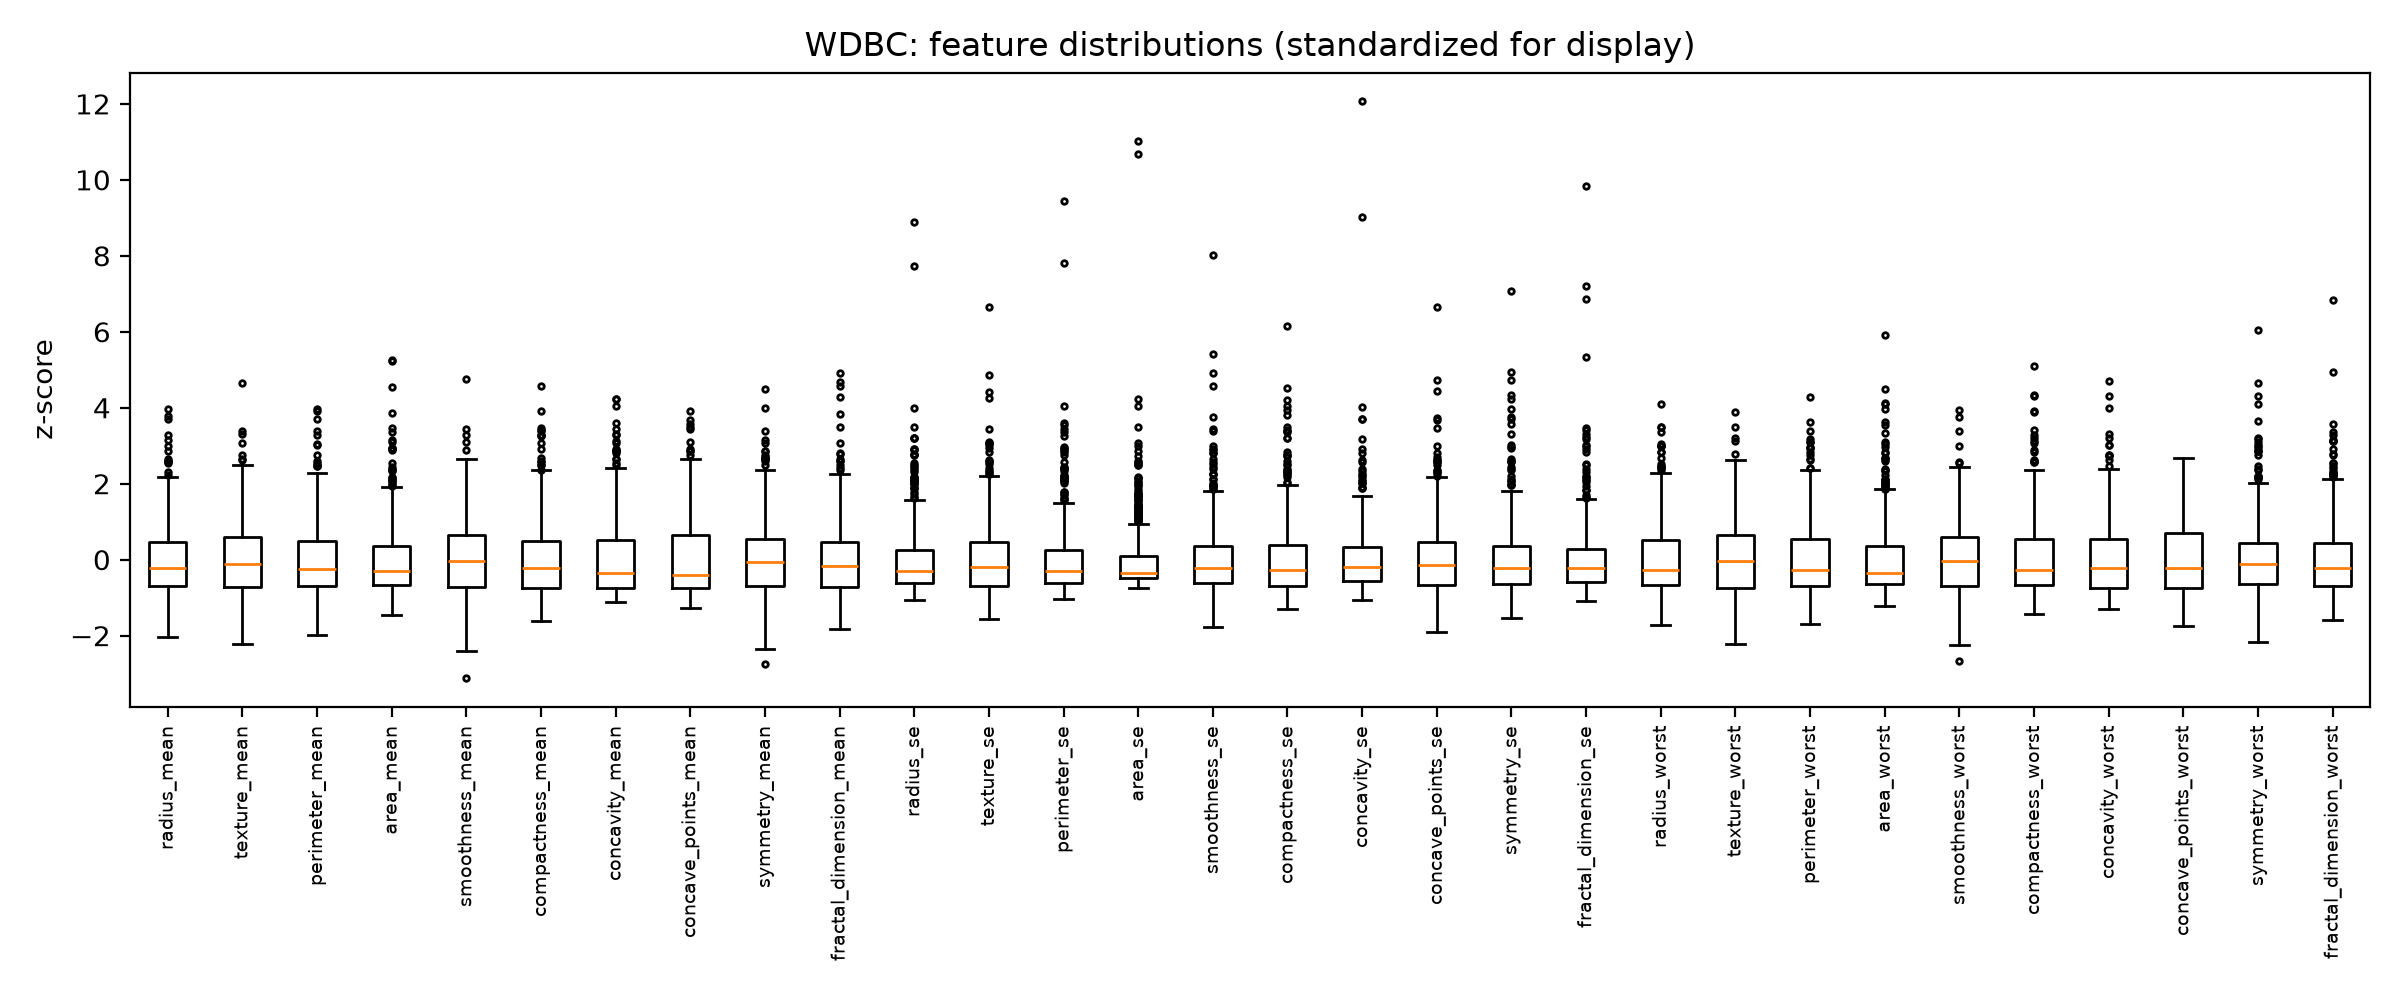 WDBC: feature distributions (standardized for display)
z-score
12
10
8
6
4
2
0
−2
radius_mean
texture_mean
perimeter_mean
area_mean
smoothness_mean
compactness_mean
concavity_mean
concave_points_mean
symmetry_mean
fractal_dimension_mean
radius_se
texture_se
perimeter_se
area_se
smoothness_se
compactness_se
concavity_se
concave_points_se
symmetry_se
fractal_dimension_se
radius_worst
texture_worst
perimeter_worst
area_worst
smoothness_worst
compactness_worst
concavity_worst
concave_points_worst
symmetry_worst
fractal_dimension_worst